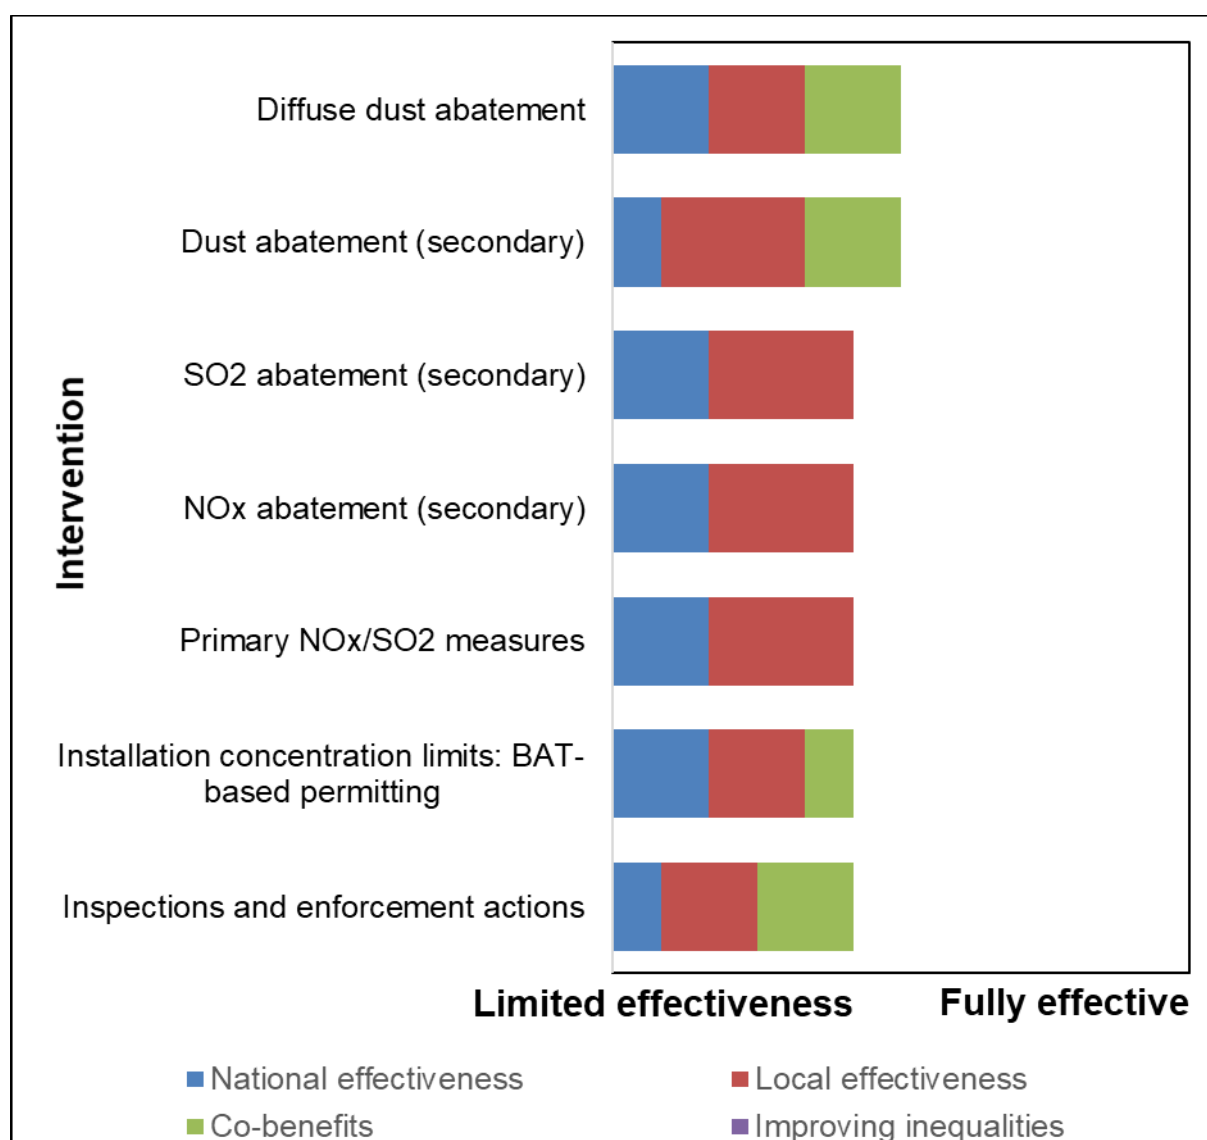 Diffuse dust abatement
Dust abatement (secondary)
SO2 abatement (secondary)
NOx abatement (secondary)
Primary NOx/SO2 measures
Installation concentration limits: BAT-
based permitting
Inspections and enforcement actions
Intervention
Limited effectiveness
Fully effective
National effectiveness
Local effectiveness
Co-benefits
Improving inequalities